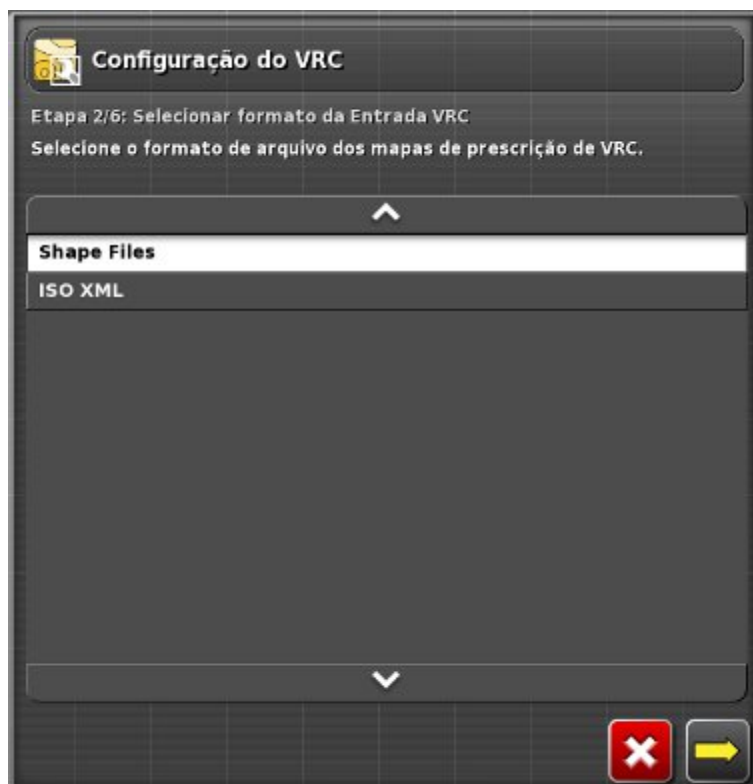 Configuração do VRC
Etapa 2/6: Selecionar formato da Entrada VRC
Selecione o formato de arquivo dos mapas de prescrição de VRC.
Shape Files
ISO XML